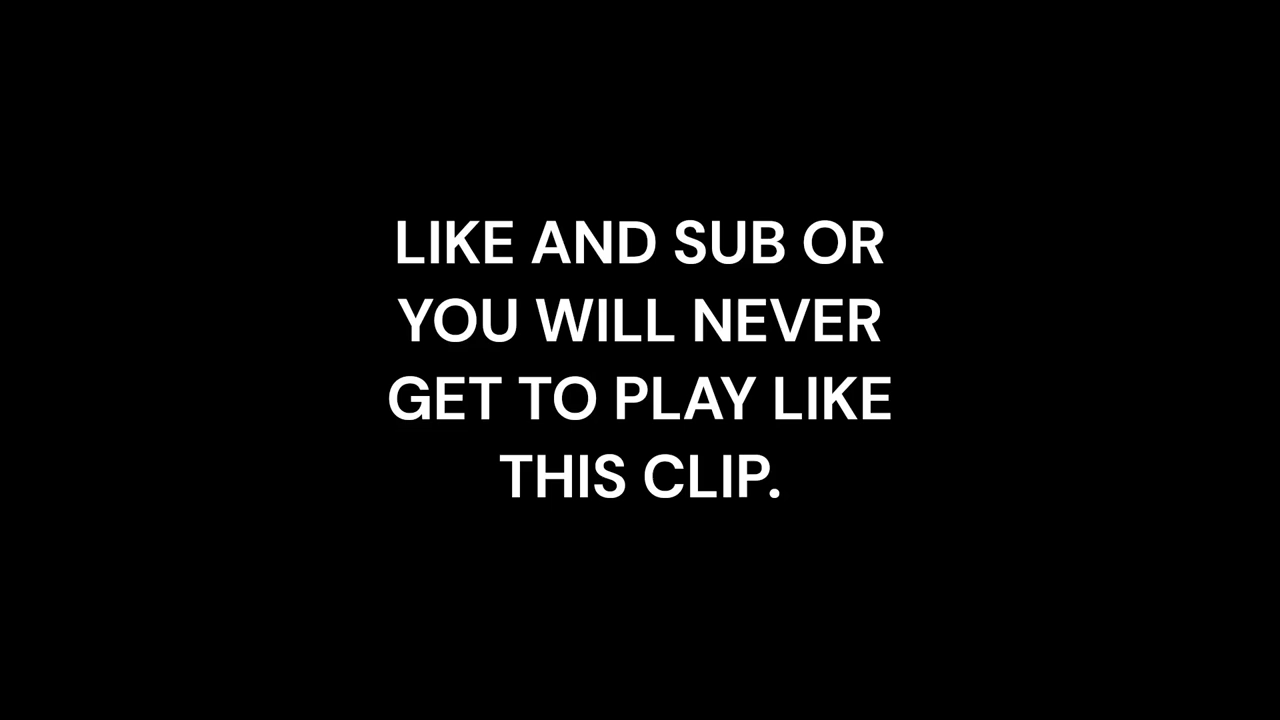 LIKE AND SUB OR
YOU WILL NEVER
GET TO PLAY LIKE
THIS CLIP.